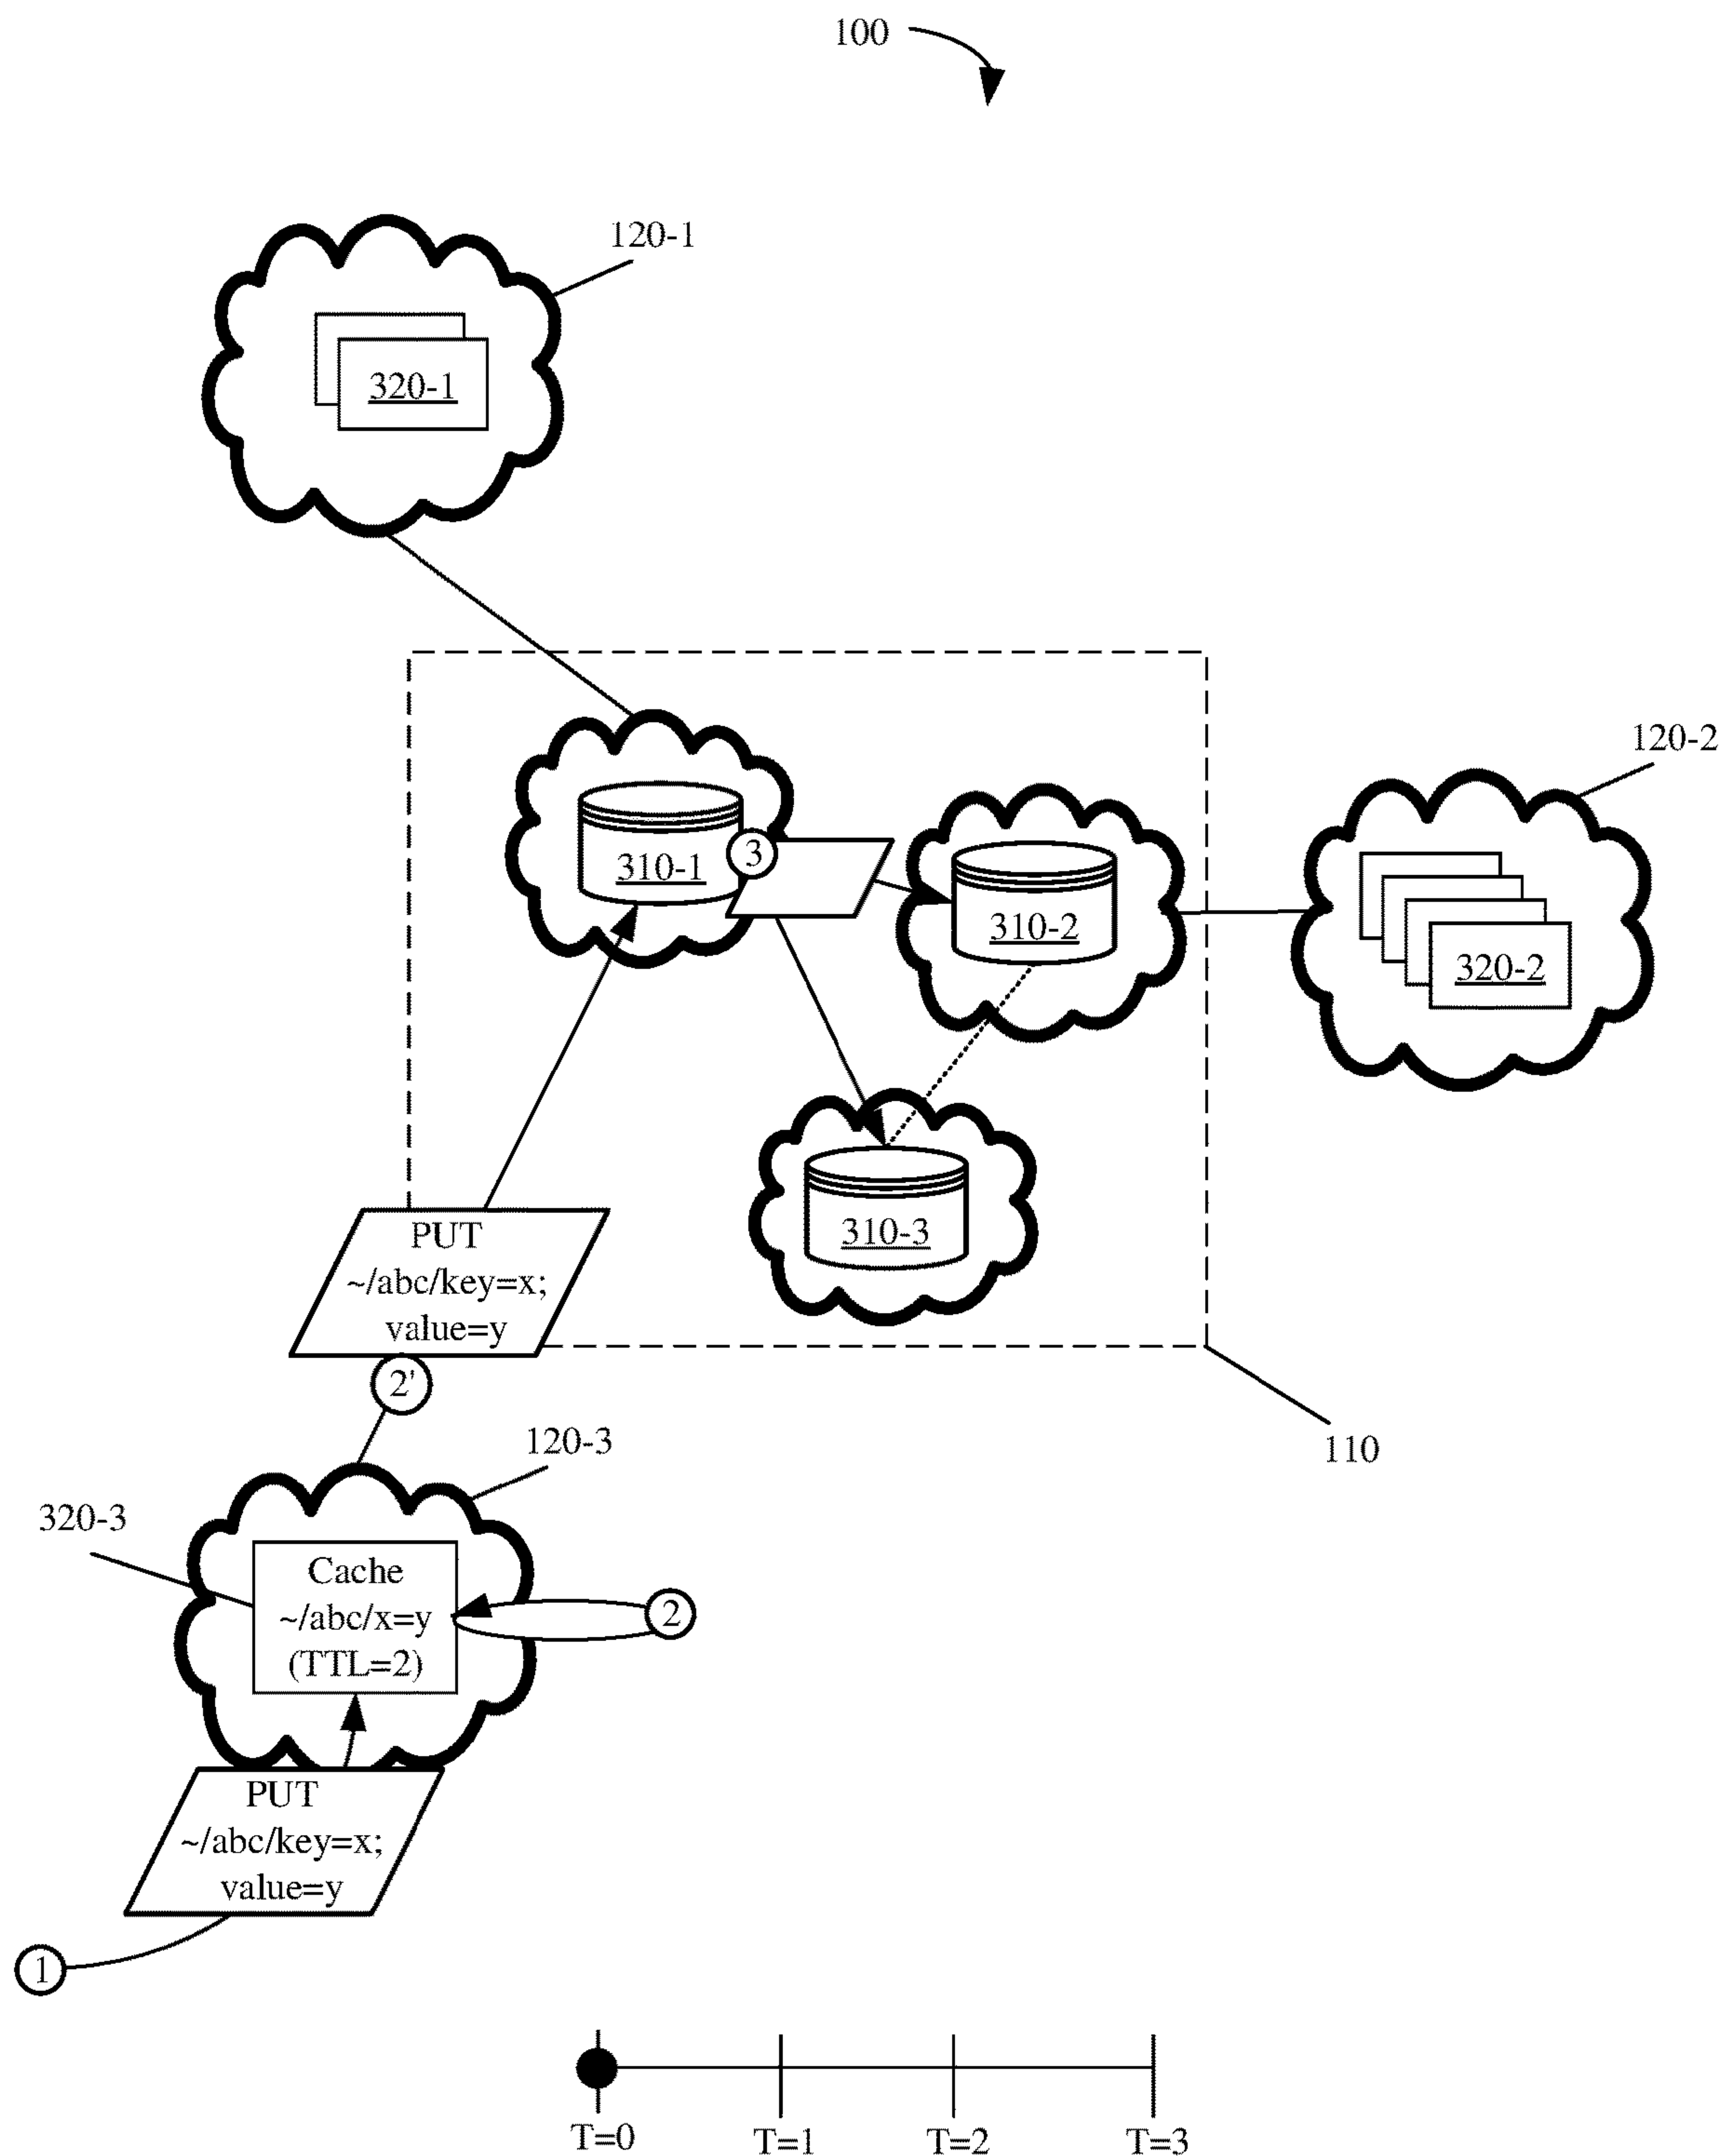 100
120-1
320-1
120-2
3
310-1
310-2
320-2
310-3
PUT
~/abc/key=x;
value=y
2'
110
120-3
320-3
Cache
~/abc/x=y
(TTL=2)
2
PUT
~/abc/key=x;
value=y
1
T=0
T=1
T=2
T=3